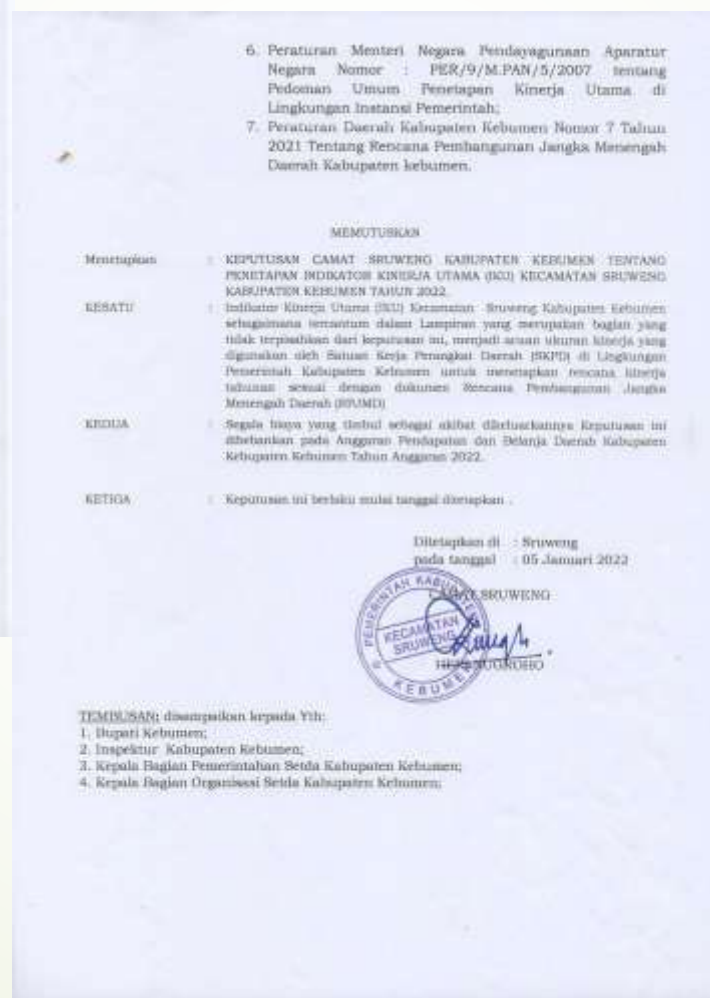 6. Peraturan Menteri Negara Pendayagunaan Aparatur
Negara Nomor : PER/9/M.PAN/5/2007 tentang
Pedoman Umum Penetapan Kinerja Utama di
Lingkungan Instansi Pemerintah;
7. Peraturan Daerah Kabupaten Kebumen Nomor 7 Tahun
2021 Tentang Rencana Pembangunan Jangka Menengah
Daerah Kabupaten kebumen.
MEMUTUSKAN
Menetapkan : KEPUTUSAN CAMAT SRUWENG KABUPATEN KEBUMEN TENTANG
PENETAPAN INDIKATOR KINERJA UTAMA (IKU) KECAMATAN SRUWENG
KABUPATEN KEBUMEN TAHUN 2022.
KESATU : Indikator Kinerja Utama (IKU) Kecamatan Sruweng Kabupaten Kebumen
sebagaimana tercantum dalam Lampiran yang merupakan bagian yang
tidak terpisahkan dari keputusan ini, menjadi acuan ukuran kinerja yang
digunakan oleh Satuan Kerja Perangkat Daerah (SKPD) di Lingkungan
Pemerintah Kabupaten Kebumen untuk menetapkan rencana kinerja
tahunan sesuai dengan dokumen Rencana Pembangunan Jangka
Menengah Daerah (RPJMD)
KEDUA : Segala biaya yang timbul sebagai akibat dikeluarkannya Keputusan ini
dibebankan pada Anggaran Pendapatan dan Belanja Daerah Kabupaten
Kebupaten Kebumen Tahun Anggaran 2022.
KETIGA : Keputusan ini berlaku mulai tanggal ditetapkan .
Ditetapkan di : Sruweng
pada tanggal : 05 Januari 2022
CAMAT SRUWENG
PEMERINTAH KABUPATEN
KECAMATAN
SRUWENG
KEBUMEN
NUGROHO
TEMBUSAN: disampaikan kepada Yth:
1. Bupati Kebumen;
2. Inspektur Kabupaten Kebumen;
3. Kepala Bagian Pemerintahan Setda Kabupaten Kebumen;
4. Kepala Bagian Organisasi Setda Kabupaten Kebumen;